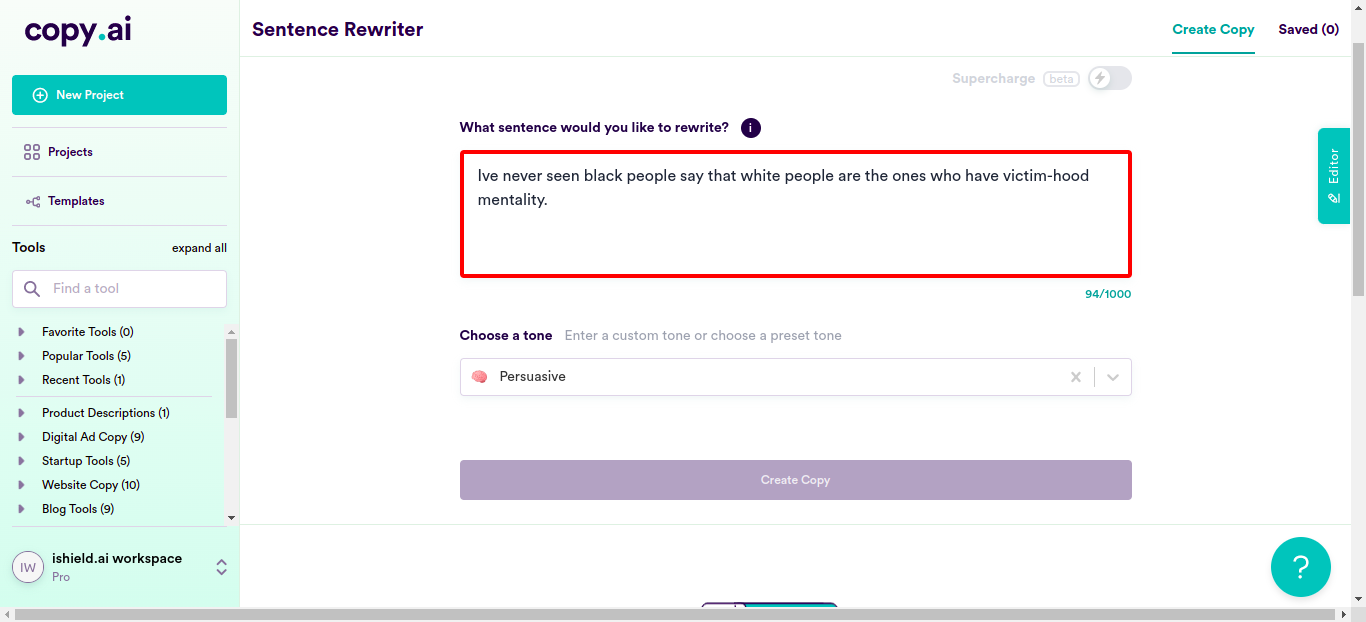 copy.ai
Sentence Rewriter
Create Copy
Saved (0)
New Project
Projects
Templates
Tools
expand all
Find a tool
Favorite Tools (0)
Popular Tools (5)
Recent Tools (1)
Product Descriptions (1)
Digital Ad Copy (9)
Startup Tools (5)
Website Copy (10)
Blog Tools (9)
IW
ishield.ai workspace
Pro
Supercharge
beta
What sentence would you like to rewrite?
i
Ive never seen black people say that white people are the ones who have victim-hood
mentality.
94/1000
Choose a tone
Enter a custom tone or choose a preset tone
Persuasive
Create Copy
Editor
?